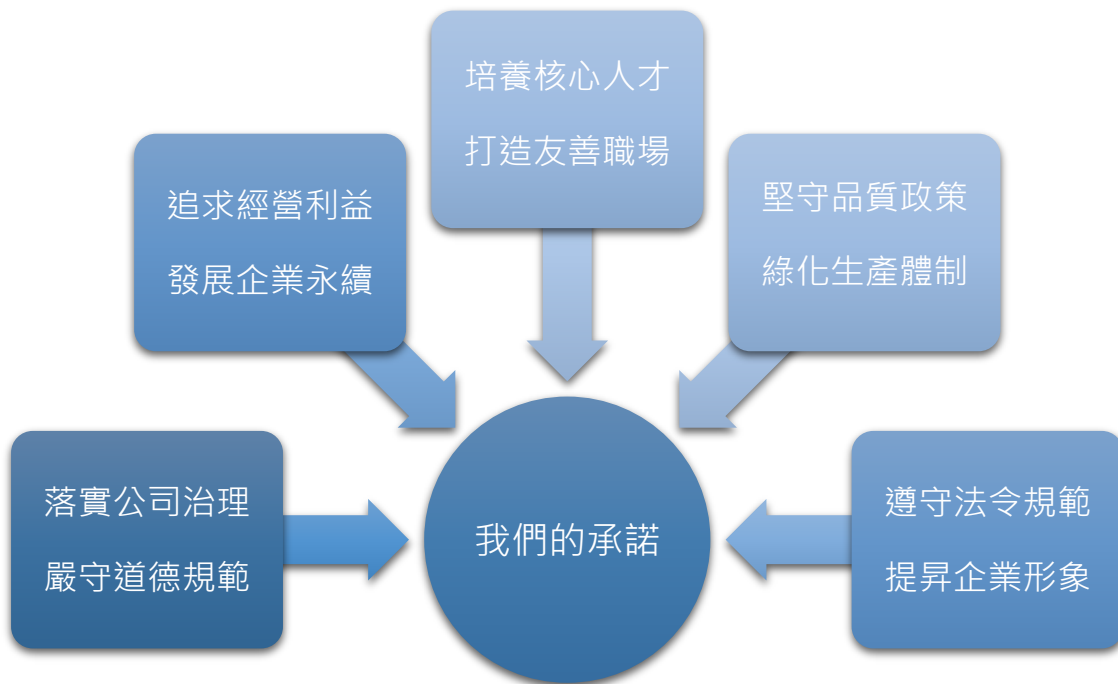 培養核心人才
打造友善職場
追求經營利益
發展企業永續
堅守品質政策
綠化生產體制
落實公司治理
嚴守道德規範
我們的承諾
遵守法令規範
提昇企業形象